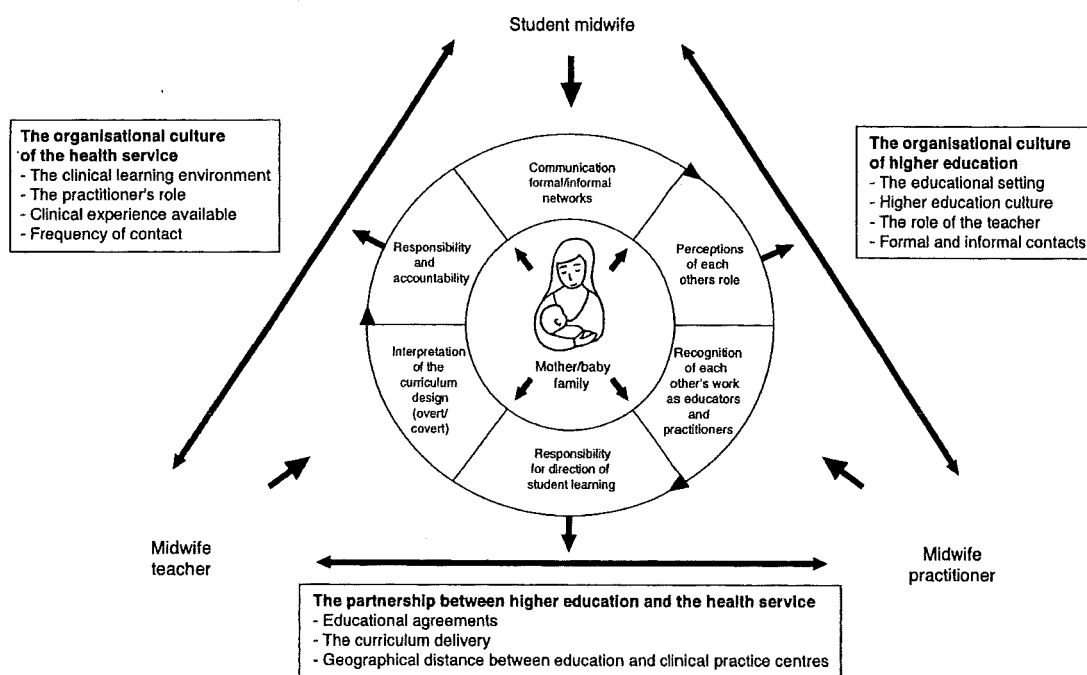 Student midwife
The organisational culture
of the health service
- The clinical learning environment
- The practitioner's role
- Clinical experience available
- Frequency of contact
The organisational culture
of higher education
- The educational setting
- Higher education culture
- The role of the teacher
- Formal and informal contacts
Communication
formal/informal
networks
Responsibility
and
accountability
Perceptions
of each
others role
Mother/baby
family
Interpretation
of the
curriculum
design
(overt/
covert)
Recognition
of each
other's work
as educators
and
practitioners
Responsibility
for direction of
student learning
Midwife
teacher
Midwife
practitioner
The partnership between higher education and the health service
- Educational agreements
- The curriculum delivery
- Geographical distance between education and clinical practice centres